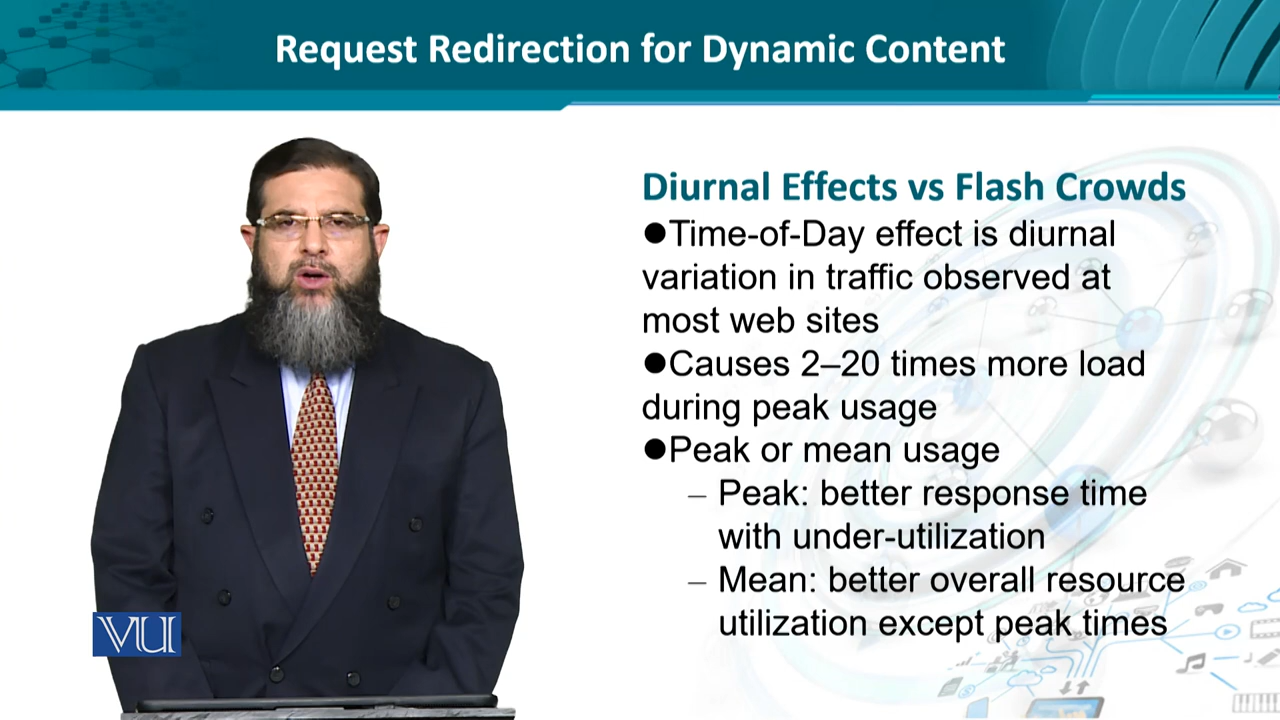 Request Redirection for Dynamic Content
Diurnal Effects vs Flash Crowds
●Time-of-Day effect is diurnal
variation in traffic observed at
most web sites
●Causes 2–20 times more load
during peak usage
●Peak or mean usage
– Peak: better response time
with under-utilization
– Mean: better overall resource
utilization except peak times
VU